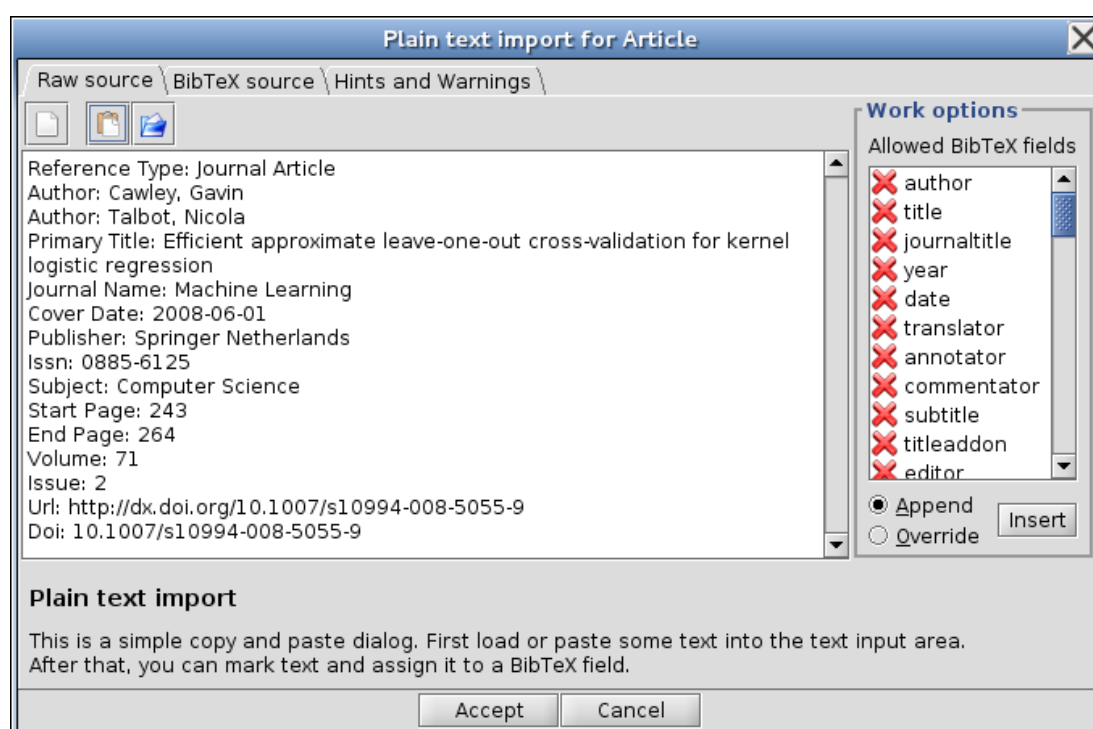 Plain text import for Article
Raw source
BibTeX source
Hints and Warnings
Reference Type: Journal Article
Author: Cawley, Gavin
Author: Talbot, Nicola
Primary Title: Efficient approximate leave-one-out cross-validation for kernel
logistic regression
Journal Name: Machine Learning
Cover Date: 2008-06-01
Publisher: Springer Netherlands
Issn: 0885-6125
Subject: Computer Science
Start Page: 243
End Page: 264
Volume: 71
Issue: 2
Url: http://dx.doi.org/10.1007/s10994-008-5055-9
Doi: 10.1007/s10994-008-5055-9
Work options
Allowed BibTeX fields
author
title
journaltitle
year
date
translator
annotator
commentator
subtitle
titleaddon
editor
Append
Override
Insert
Plain text import
This is a simple copy and paste dialog. First load or paste some text into the text input area.
After that, you can mark text and assign it to a BibTeX field.
Accept
Cancel